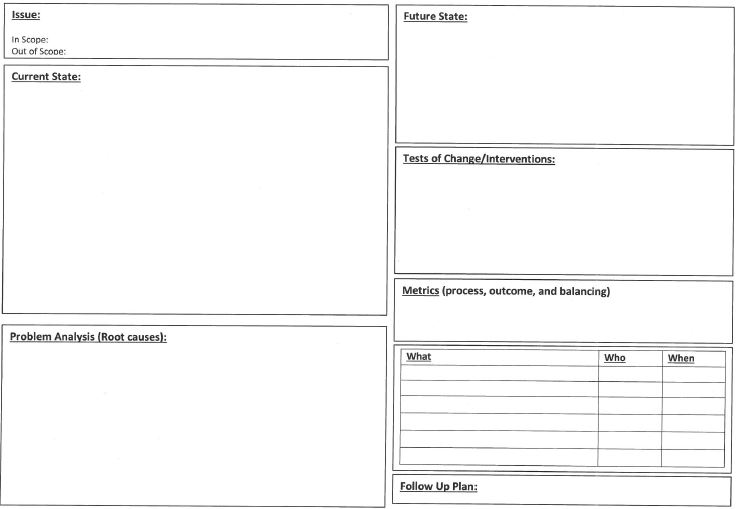 Issue:
In Scope:
Out of Scope:
Current State:
Problem Analysis (Root causes):
Future State:
Tests of Change/Interventions:
Metrics (process, outcome, and balancing)
What Who When
Follow Up Plan: